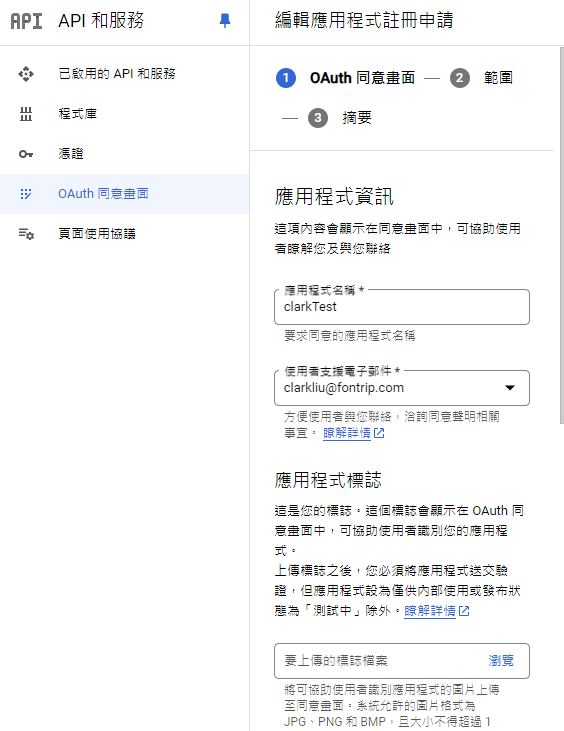 API API 和服務
已啟用的 API 和服務
程式庫
憑證
OAuth 同意畫面
頁面使用協議
編輯應用程式註冊申請
1 OAuth 同意畫面 — 2 範圍
— 3 摘要
應用程式資訊
這項內容會顯示在同意畫面中，可協助使用
者瞭解您及與您聯絡
應用程式名稱 *
clarkTest
要求同意的應用程式名稱
使用者支援電子郵件 *
clarkliu@fontrip.com
方便使用者與您聯絡，洽詢同意聲明相關
事宜。 瞭解詳情
應用程式標誌
這是您的標誌。這個標誌會顯示在 OAuth 同
意畫面中，可協助使用者識別您的應用程
式。
上傳標誌之後，您必須將應用程式送交驗
證，但應用程式設為僅供內部使用或發布狀
態為「測試中」除外。瞭解詳情
要上傳的標誌檔案 瀏覽
將可協助使用者識別應用程式的圖片上傳
至同意畫面。系統允許的圖片格式為
JPG、PNG 和 BMP，且大小不得超過 1